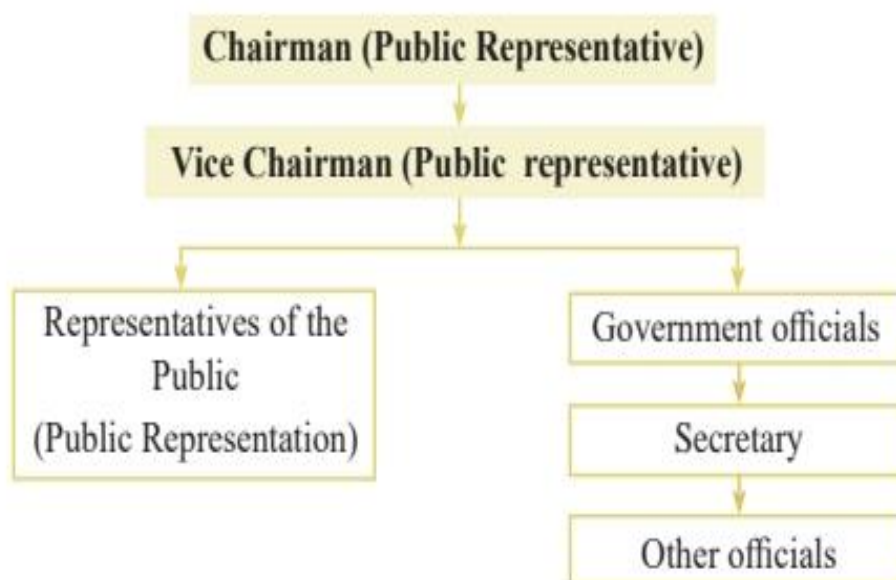 Chairman (Public Representative)
Vice Chairman (Public representative)
Representatives of the
Public
(Public Representation)
Government officials
Secretary
Other officials